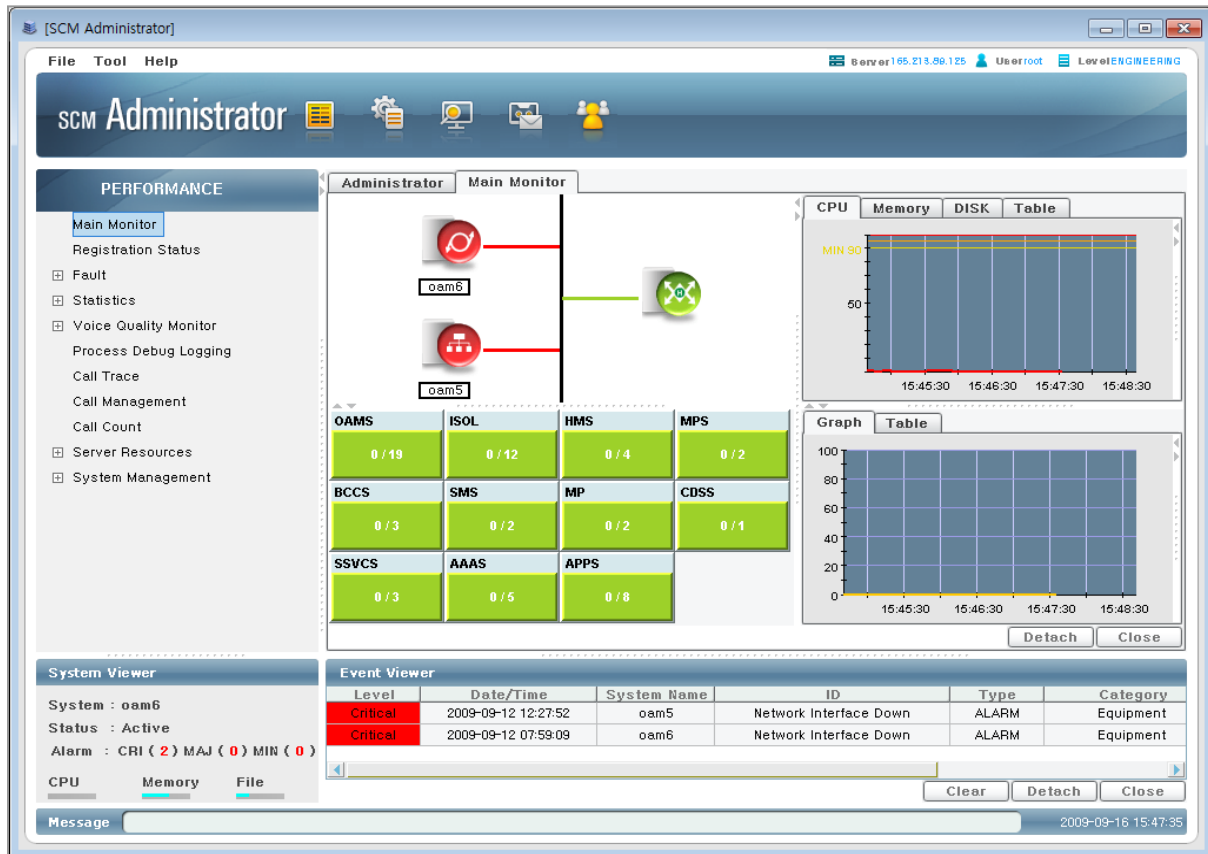 [SCM Administrator]
File Tool Help
Server165.213.89.125 Userroot LevelENGINEERING
SCM Administrator
PERFORMANCE
Main Monitor
Registration Status
Fault
Statistics
Voice Quality Monitor
Process Debug Logging
Call Trace
Call Management
Call Count
Server Resources
System Management
Administrator Main Monitor
oam6
H
oam5
OAMS ISOL HMS MPS
0 / 19 0 / 12 0 / 4 0 / 2
BCCS SMS MP CDSS
0 / 3 0 / 2 0 / 2 0 / 1
SSVCS AAAS APPS
0 / 3 0 / 5 0 / 8
CPU Memory DISK Table
MIN 90
50
15:45:30 15:46:30 15:47:30 15:48:30
Graph Table
100
80
60
40
20
0
15:45:30 15:46:30 15:47:30 15:48:30
Detach Close
System Viewer
System : oam6
Status : Active
Alarm : CRI ( 2 ) MAJ ( 0 ) MIN ( 0 )
CPU Memory File
Event Viewer
Level Date/Time System Name ID Type Category
Critical 2009-09-12 12:27:52 oam5 Network Interface Down ALARM Equipment
Critical 2009-09-12 07:59:09 oam6 Network Interface Down ALARM Equipment
Clear Detach Close
Message
2009-09-16 15:47:35